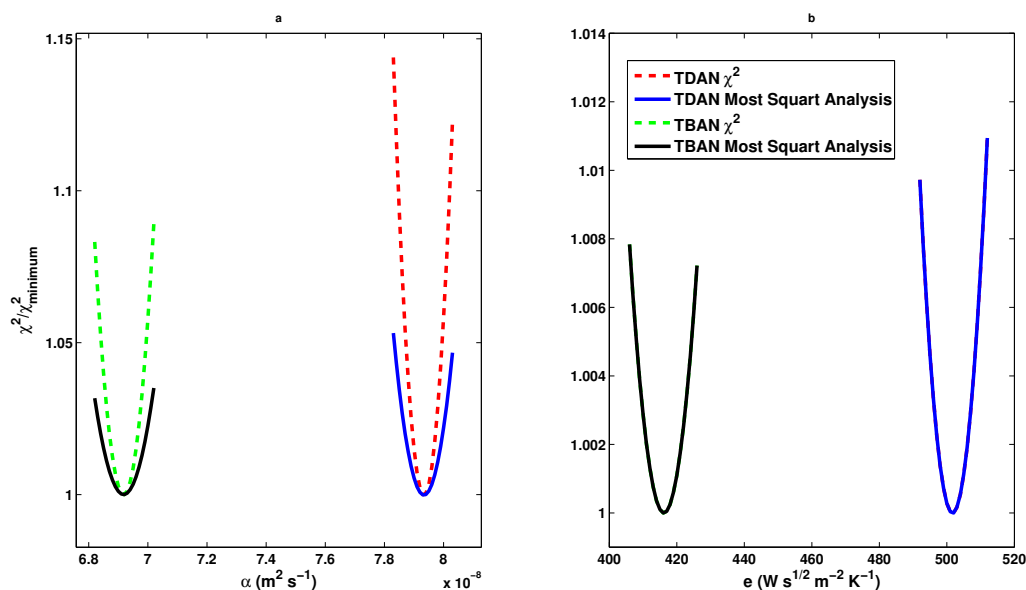 a
1.15
1.1
1.05
1
χ²/χ²minimum
6.8 7 7.2 7.4 7.6 7.8 8
α (m² s⁻¹)
x 10⁻⁸
b
1.014
1.012
1.01
1.008
1.006
1.004
1.002
1
TDAN χ²
TDAN Most Squart Analysis
TBAN χ²
TBAN Most Squart Analysis
400 420 440 460 480 500 520
e (W s^{1/2} m⁻² K⁻¹)